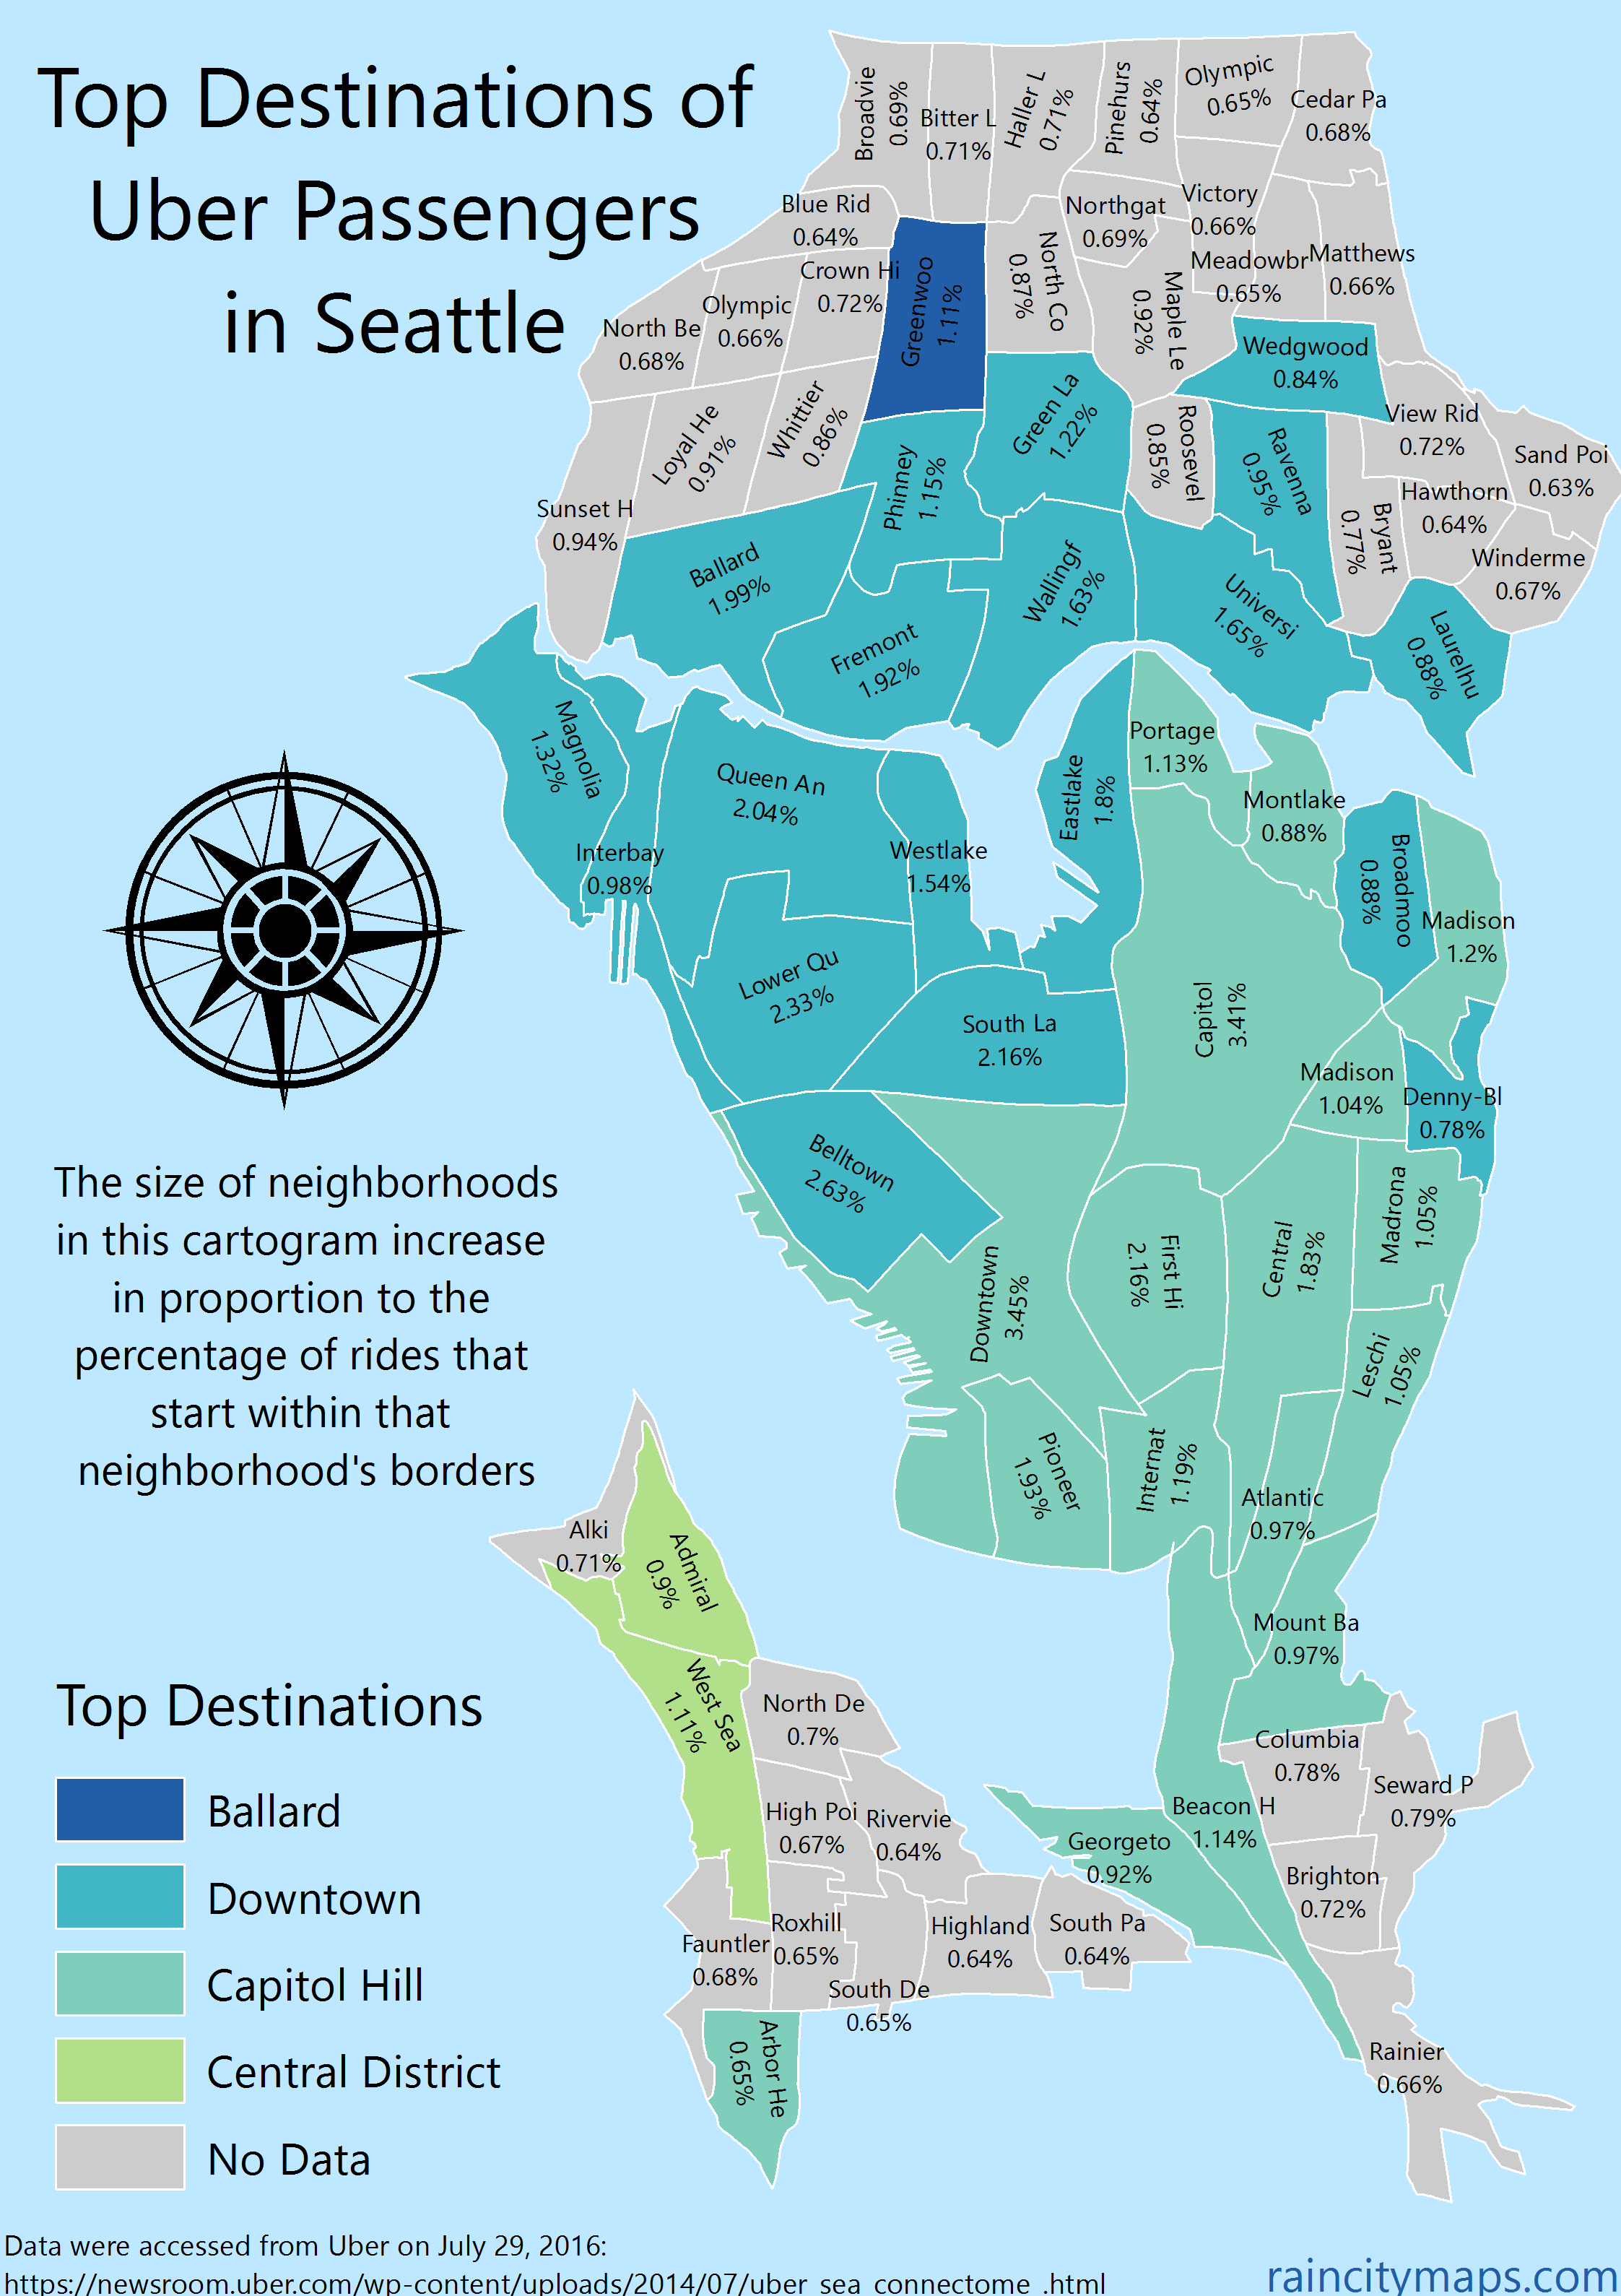 Top Destinations of
Uber Passengers
in Seattle
Broadvie
0.69%
Bitter L
0.71%
Haller L
0.71%
Pinehurs
0.64%
Olympic
0.65%
Cedar Pa
0.68%
Blue Rid
0.64%
Northgat
0.69%
Victory
0.66%
Crown Hi
0.72%
Greenwoo
1.11%
North Co
0.87%
Maple Le
0.92%
Meadowbr
0.65%
Matthews
0.66%
North Be
0.68%
Olympic
0.66%
Wedgwood
0.84%
Sunset H
0.94%
Loyal He
0.91%
Whittier
0.86%
Phinney
1.15%
Green La
1.22%
Roosevel
0.85%
Ravenna
0.95%
Bryant
0.77%
View Rid
0.72%
Sand Poi
0.63%
Hawthorn
0.64%
Winderme
0.67%
Ballard
1.99%
Fremont
1.92%
Wallingf
1.63%
Universi
1.65%
Laurelhu
0.88%
Magnolia
1.32%
Interbay
0.98%
Queen An
2.04%
Westlake
1.54%
Eastlake
1.8%
Portage
1.13%
Montlake
0.88%
Broadmoo
0.88%
Madison
1.2%
Lower Qu
2.33%
South La
2.16%
Capitol
3.41%
Madison
1.04%
Denny-Bl
0.78%
Belltown
2.63%
Downtown
3.45%
First Hi
2.16%
Central
1.83%
Madrona
1.05%
Leschi
1.05%
Pioneer
1.93%
Internat
1.19%
Atlantic
0.97%
Mount Ba
0.97%
The size of neighborhoods
in this cartogram increase
in proportion to the
percentage of rides that
start within that
neighborhood's borders
Alki
0.71%
Admiral
0.9%
West Sea
1.11%
North De
0.7%
High Poi
0.67%
Rivervie
0.64%
Columbia
0.78%
Seward P
0.79%
Beacon H
1.14%
Georgeto
0.92%
Brighton
0.72%
Fauntler
0.68%
Roxhill
0.65%
South De
0.65%
Highland
0.64%
South Pa
0.64%
Arbor He
0.65%
Rainier
0.66%
Top Destinations
Ballard
Downtown
Capitol Hill
Central District
No Data
Data were accessed from Uber on July 29, 2016:
https://newsroom.uber.com/wp-content/uploads/2014/07/uber_sea_connectome_.html
raincitymaps.com